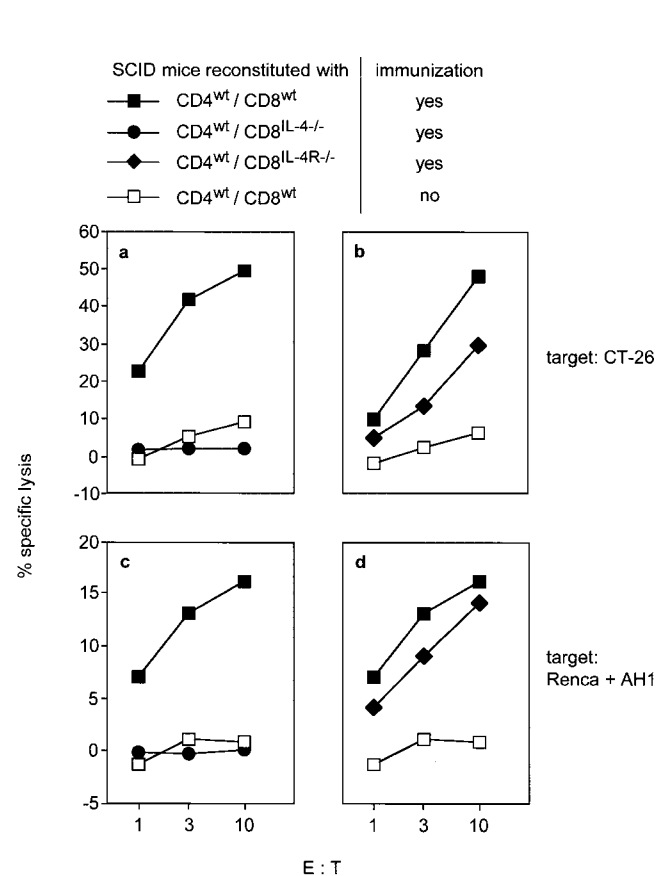 SCID mice reconstituted with immunization
CD4wt / CD8wt yes
CD4wt / CD8IL-4-/- yes
CD4wt / CD8IL-4R-/- yes
CD4wt / CD8wt no
a
60
50
40
30
20
10
0
-10
b
target: CT-26
% specific lysis
c
20
15
10
5
0
-5
d
target:
Renca + AH1
1 3 10
1 3 10
E : T